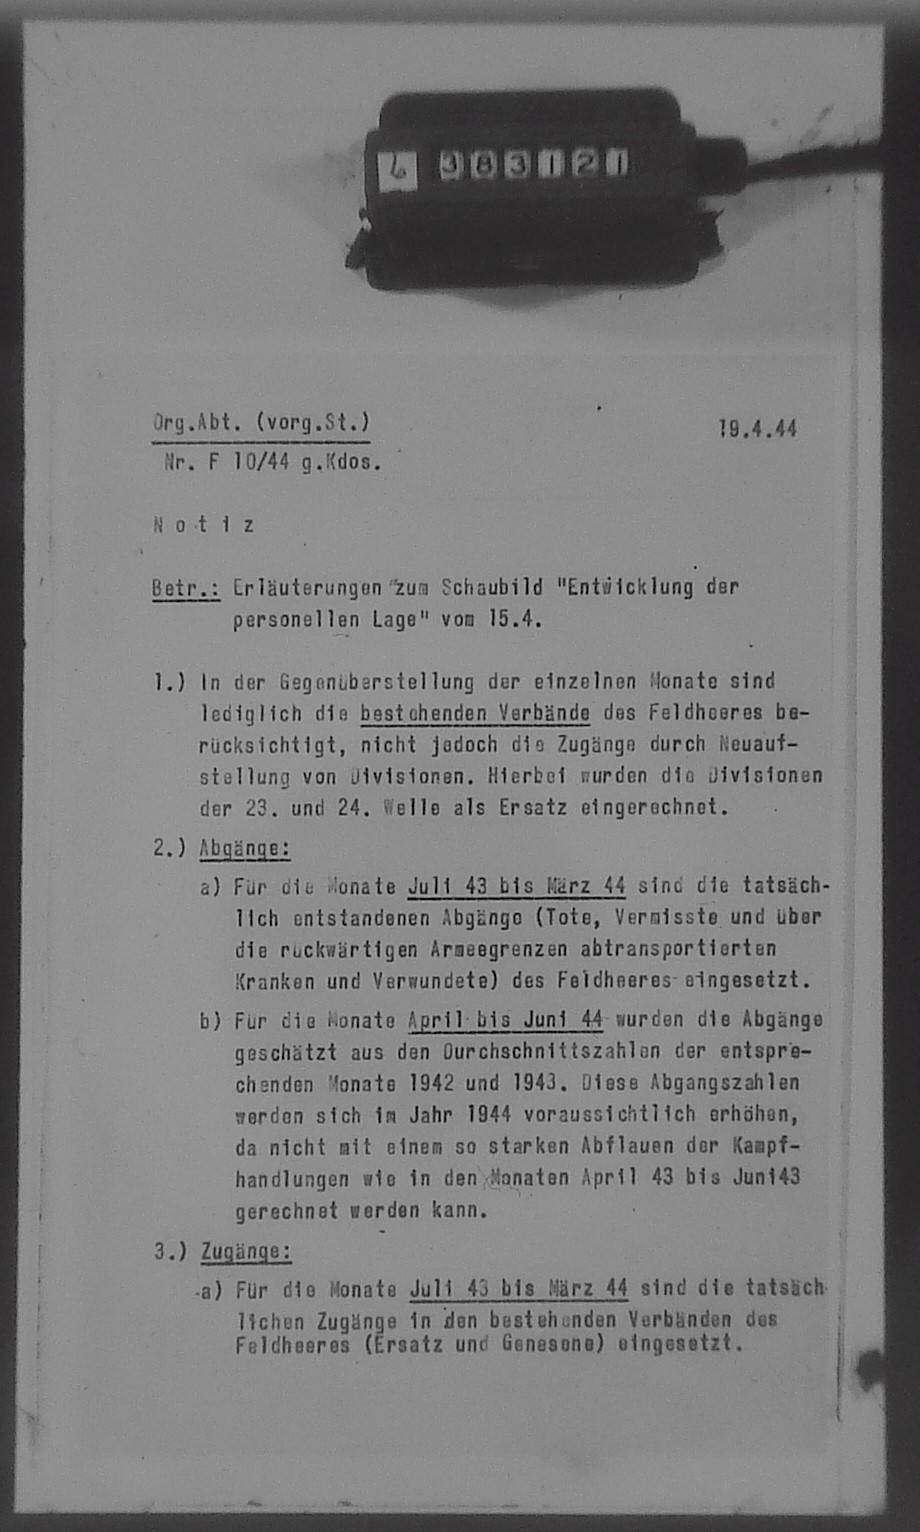 6 383121
Org.Abt. (vorg.St.)
19.4.44
Nr. F 10/44 g.Kdos.
N o t i z
Betr.: Erläuterungen zum Schaubild "Entwicklung der
personellen Lage" vom 15.4.
1.) In der Gegenüberstellung der einzelnen Monate sind
lediglich die bestehenden Verbände des Feldheeres be-
rücksichtigt, nicht jedoch die Zugänge durch Neuauf-
stellung von Divisionen. Hierbei wurden die Divisionen
der 23. und 24. Welle als Ersatz eingerechnet.
2.) Abgänge:
a) Für die Monate Juli 43 bis März 44 sind die tatsäch-
lich entstandenen Abgänge (Tote, Vermisste und über
die rückwärtigen Armeegrenzen abtransportierten
Kranken und Verwundete) des Feldheeres eingesetzt.
b) Für die Monate April bis Juni 44 wurden die Abgänge
geschätzt aus den Durchschnittszahlen der entspre-
chenden Monate 1942 und 1943. Diese Abgangszahlen
werden sich im Jahr 1944 voraussichtlich erhöhen,
da nicht mit einem so starken Abflauen der Kampf-
handlungen wie in den Monaten April 43 bis Juni43
gerechnet werden kann.
3.) Zugänge:
a) Für die Monate Juli 43 bis März 44 sind die tatsäch-
lichen Zugänge in den bestehenden Verbänden des
Feldheeres (Ersatz und Genesene) eingesetzt.